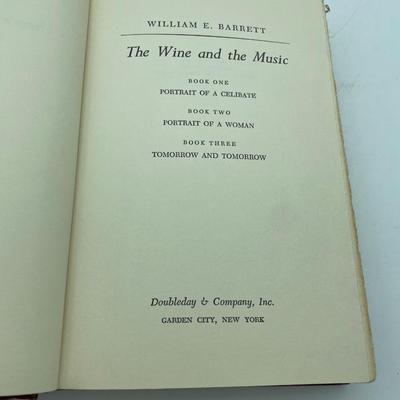 WILLIAM E. BARRETT
The Wine and the Music
BOOK ONE
PORTRAIT OF A CELIBATE
BOOK TWO
PORTRAIT OF A WOMAN
BOOK THREE
TOMORROW AND TOMORROW
Doubleday & Company, Inc.
GARDEN CITY, NEW YORK